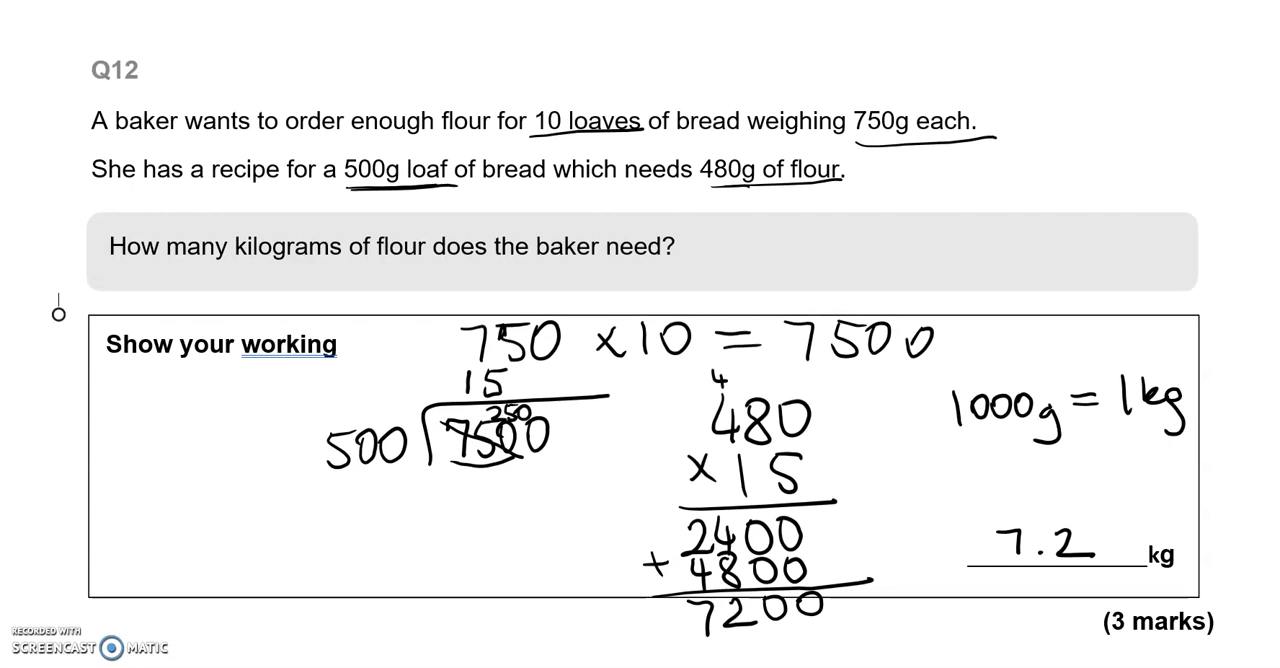 Q12
A baker wants to order enough flour for 10 loaves of bread weighing 750g each.
She has a recipe for a 500g loaf of bread which needs 480g of flour.
How many kilograms of flour does the baker need?
Show your working
750 × 10 = 7500
15
250
500 7500
4
480
× 15
2400
+ 4800
7200
1000g = 1kg
7.2 kg
(3 marks)
RECORDED WITH
SCREENCAST MATIC